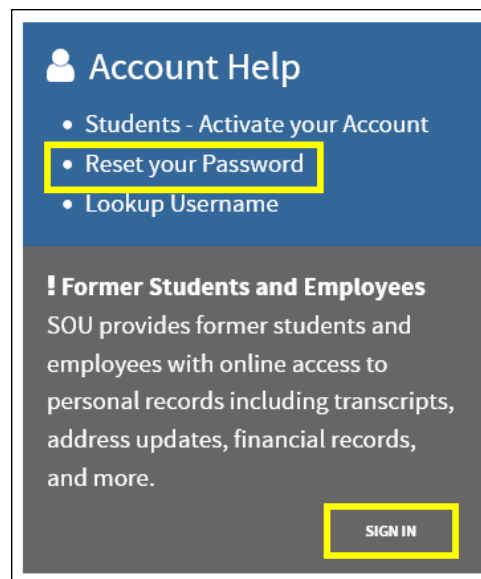 Account Help
• Students - Activate your Account
• Reset your Password
• Lookup Username
! Former Students and Employees
SOU provides former students and
employees with online access to
personal records including transcripts,
address updates, financial records,
and more.
SIGN IN